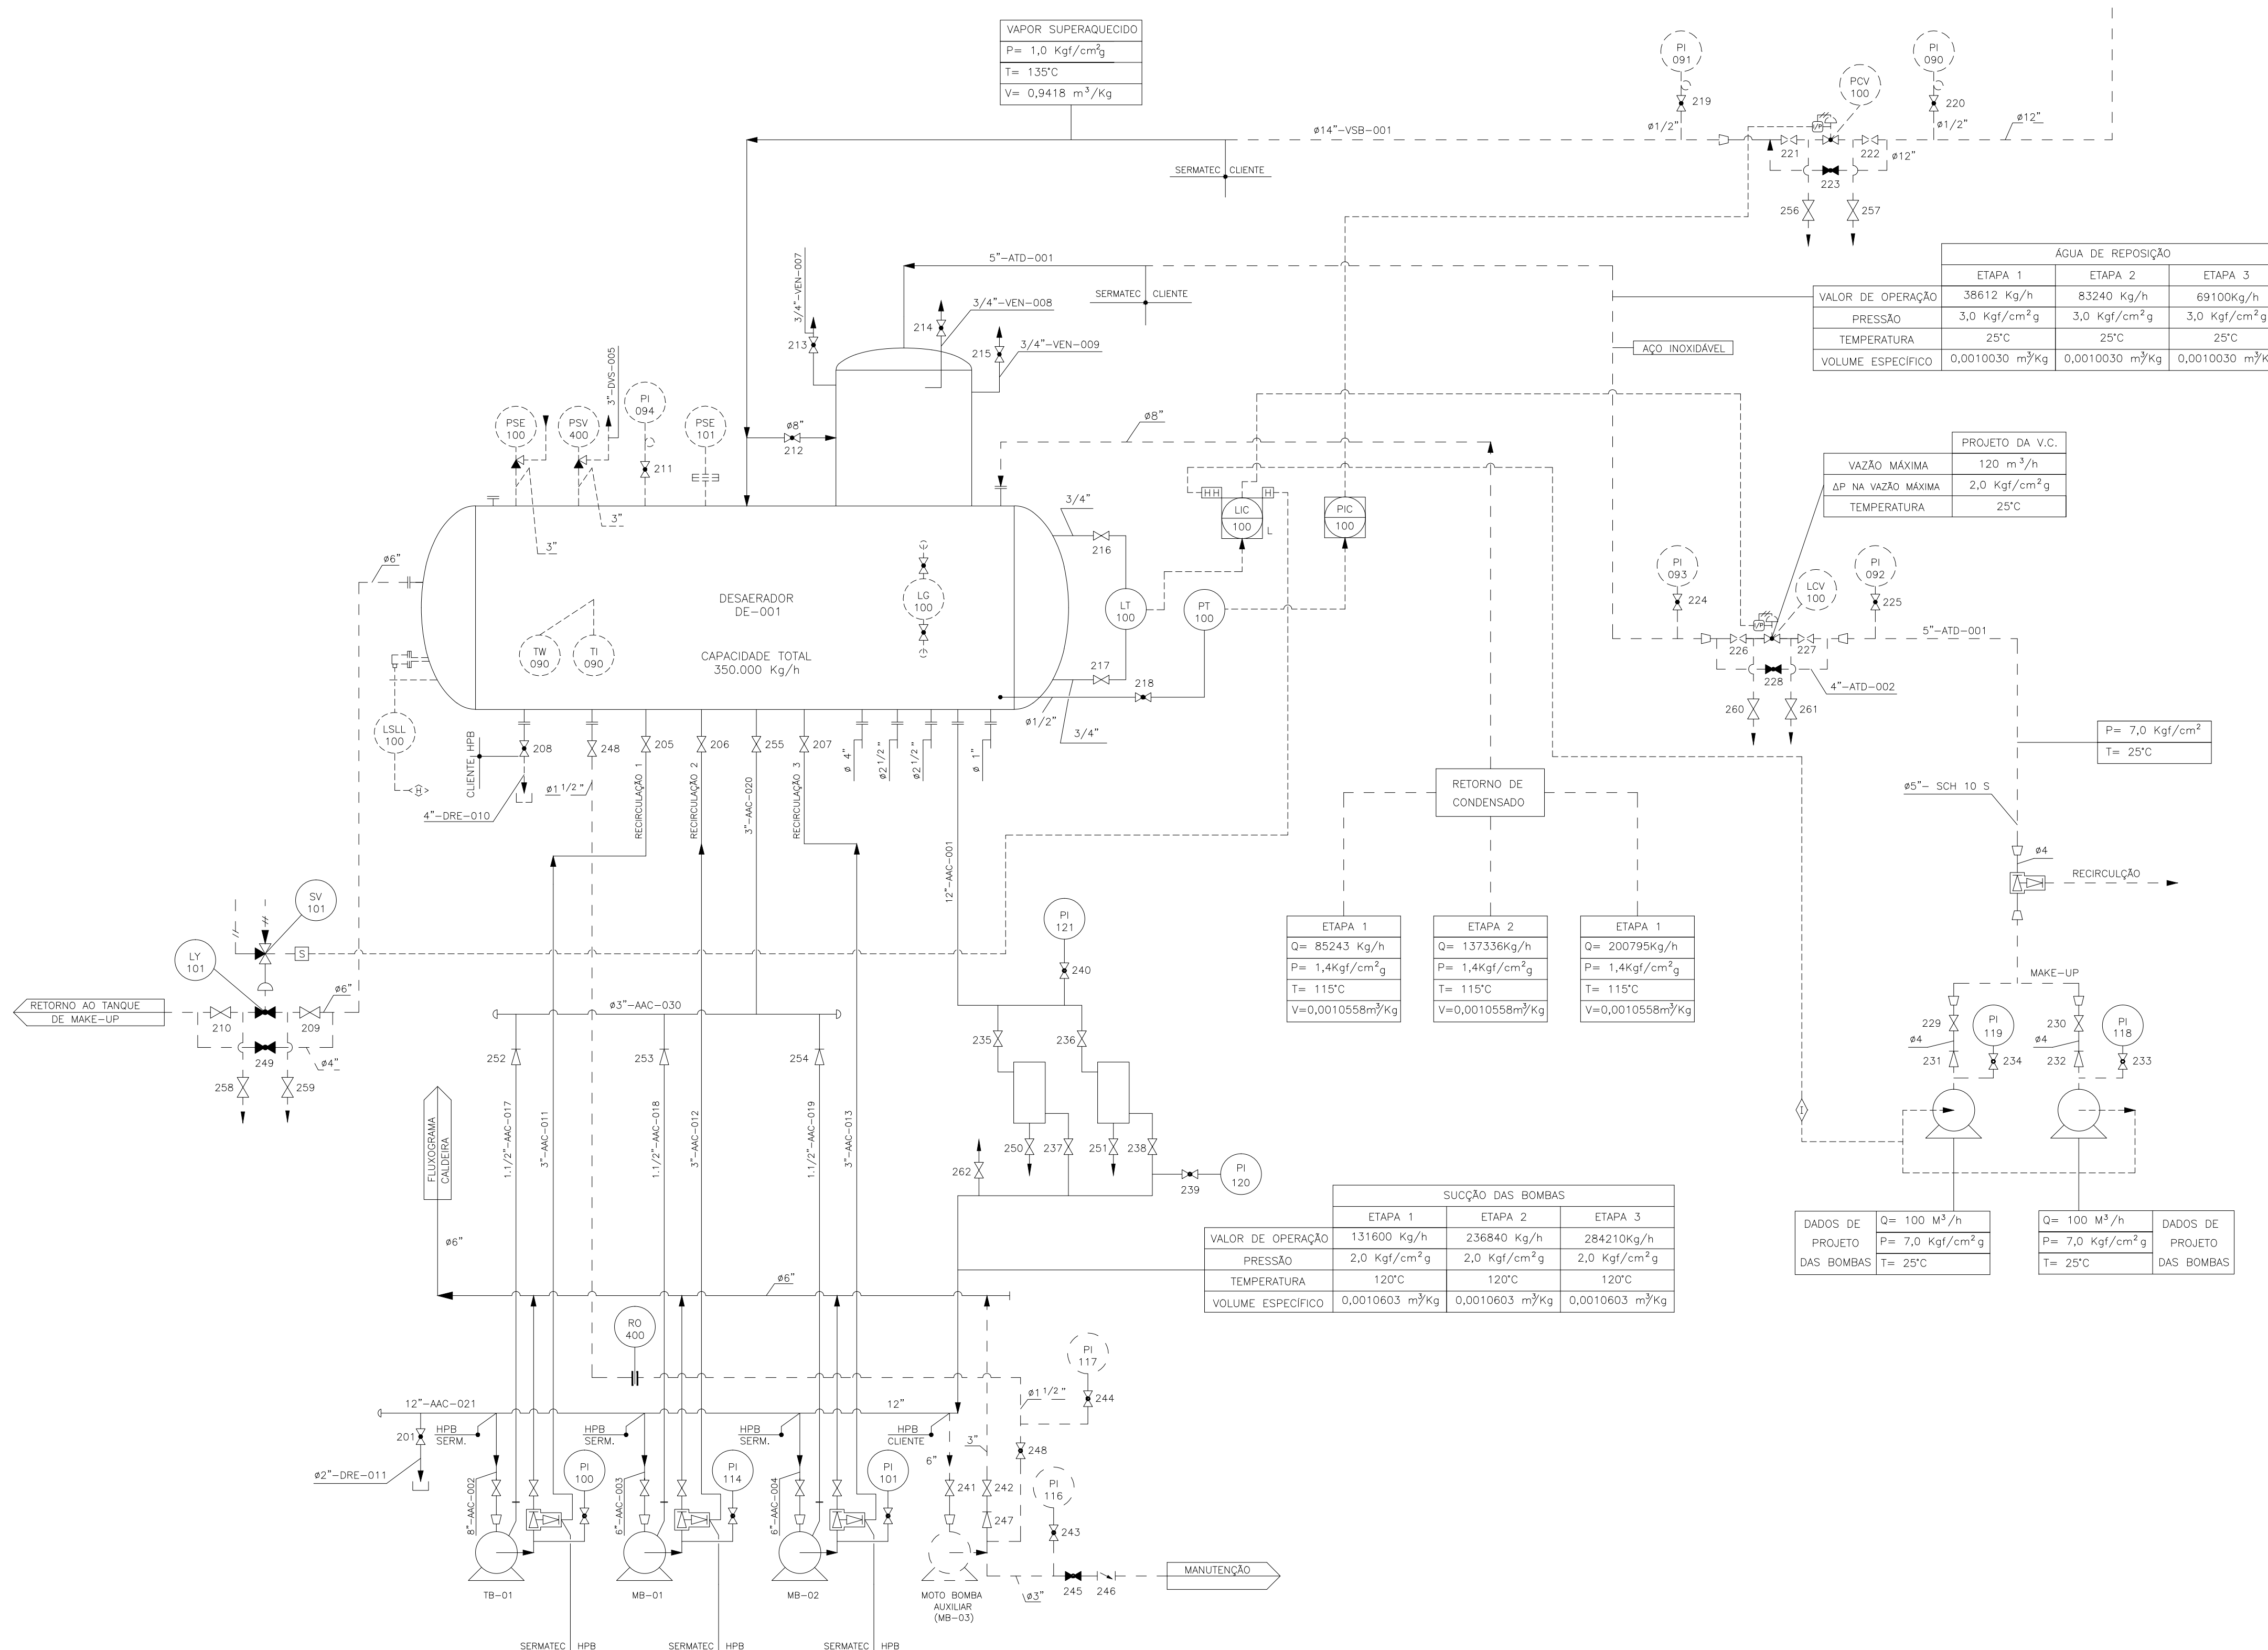 VAPOR SUPERAQUECIDO
P= 1,0 Kgf/cm²g
T= 135°C
V= 0,9418 m³/Kg
PI
091
PI
090
PCV
100
219
220
ø1/2"
ø1/2"
ø12"
I/P
ø14"-VSB-001
221
222
ø12"
223
SERMATEC CLIENTE
256
257
5"-ATD-001
SERMATEC CLIENTE
3/4"-VEN-007
3/4"-VEN-008
3/4"-VEN-009
213
214
215
ÁGUA DE REPOSIÇÃO
ETAPA 1 ETAPA 2 ETAPA 3
VALOR DE OPERAÇÃO 38612 Kg/h 83240 Kg/h 69100Kg/h
PRESSÃO 3,0 Kgf/cm²g 3,0 Kgf/cm²g 3,0 Kgf/cm²g
TEMPERATURA 25°C 25°C 25°C
VOLUME ESPECÍFICO 0,0010030 m³/Kg 0,0010030 m³/Kg
AÇO INOXIDÁVEL
PSE
100
PSV
400
3"-DVS-005
PI
094
211
PSE
101
ø8"
212
ø8"
3"
3"
PROJETO DA V.C.
VAZÃO MÁXIMA 120 m³/h
ΔP NA VAZÃO MÁXIMA 2,0 Kgf/cm²g
TEMPERATURA 25°C
HH
H
LIC
100
L
PIC
100
3/4"
216
ø6"
DESAERADOR
DE-001
CAPACIDADE TOTAL
350.000 Kg/h
LG
100
TW
090
TI
090
LT
100
PT
100
217
218
ø1/2"
3/4"
PI
093
224
LCV
100
PI
092
225
I/P
226
227
228
5"-ATD-001
4"-ATD-002
260
261
LSLL
100
H
CLIENTE HPB
208
248
205
206
255
207
4"-DRE-010
ø1 1/2"
RECIRCULAÇÃO 1
RECIRCULAÇÃO 2
3"-AAC-020
RECIRCULAÇÃO 3
ø 4"
ø2 1/2"
ø2 1/2"
ø 1"
12"-AAC-001
P= 7,0 Kgf/cm²
T= 25°C
ø5"- SCH 10 S
ø4
RECIRCULÇÃO
RETORNO DE
CONDENSADO
ETAPA 1
Q= 85243 Kg/h
P= 1,4Kgf/cm²g
T= 115°C
V=0,0010558m³/Kg
ETAPA 2
Q= 137336Kg/h
P= 1,4Kgf/cm²g
T= 115°C
V=0,0010558m³/Kg
ETAPA 1
Q= 200795Kg/h
P= 1,4Kgf/cm²g
T= 115°C
V=0,0010558m³/Kg
SV
101
S
LY
101
RETORNO AO TANQUE
DE MAKE-UP
ø6"
210
209
249
ø4"
258
259
PI
121
240
ø3"-AAC-030
252
253
254
235
236
250
237
251
238
262
239
PI
120
MAKE-UP
229
230
ø4
ø4
231
232
PI
119
234
PI
118
233
I
FLUXOGRAMA
CALDEIRA
1.1/2"-AAC-017
3"-AAC-011
1.1/2"-AAC-018
3"-AAC-012
1.1/2"-AAC-019
3"-AAC-013
ø6"
ø6"
SUCÇÃO DAS BOMBAS
ETAPA 1 ETAPA 2 ETAPA 3
VALOR DE OPERAÇÃO 131600 Kg/h 236840 Kg/h 284210Kg/h
PRESSÃO 2,0 Kgf/cm²g 2,0 Kgf/cm²g 2,0 Kgf/cm²g
TEMPERATURA 120°C 120°C 120°C
VOLUME ESPECÍFICO 0,0010603 m³/Kg 0,0010603 m³/Kg 0,0010603 m³/Kg
DADOS DE
PROJETO
DAS BOMBAS
Q= 100 M³/h
P= 7,0 Kgf/cm²g
T= 25°C
Q= 100 M³/h
P= 7,0 Kgf/cm²g
T= 25°C
DADOS DE
PROJETO
DAS BOMBAS
RO
400
PI
117
244
ø1 1/2"
12"-AAC-021
12"
201
HPB
SERM.
HPB
SERM.
HPB
SERM.
HPB
CLIENTE
3"
6"
248
ø2"-DRE-011
8"-AAC-002
6"-AAC-003
6"-AAC-004
PI
100
PI
114
PI
101
241
242
247
PI
116
243
245
246
ø3"
MANUTENÇÃO
TB-01
MB-01
MB-02
MOTO BOMBA
AUXILIAR
(MB-03)
SERMATEC HPB
SERMATEC HPB
SERMATEC HPB